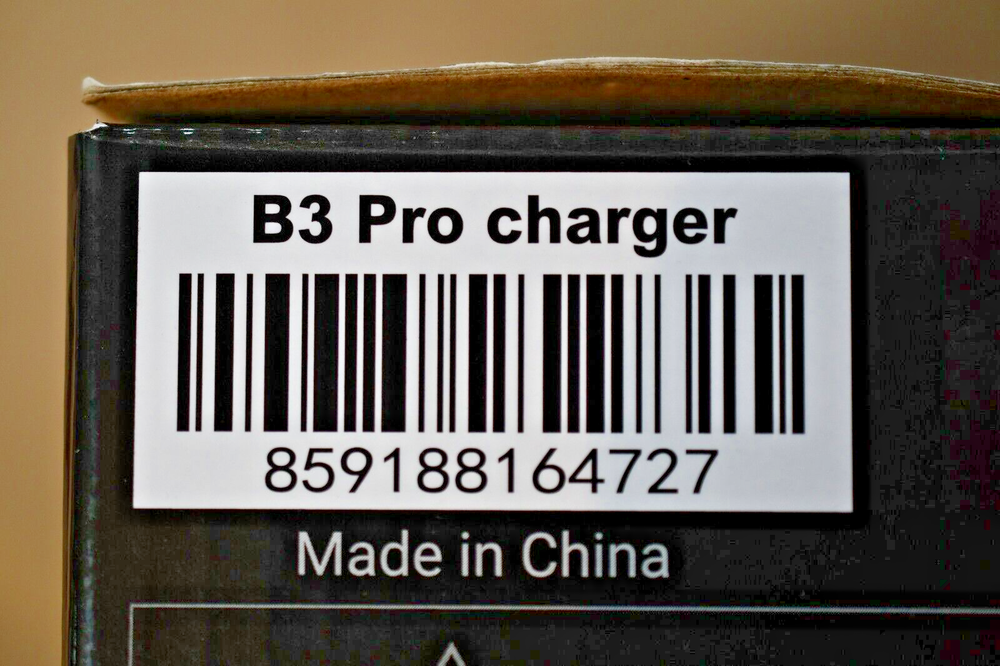 B3 Pro charger
859188164727
Made in China